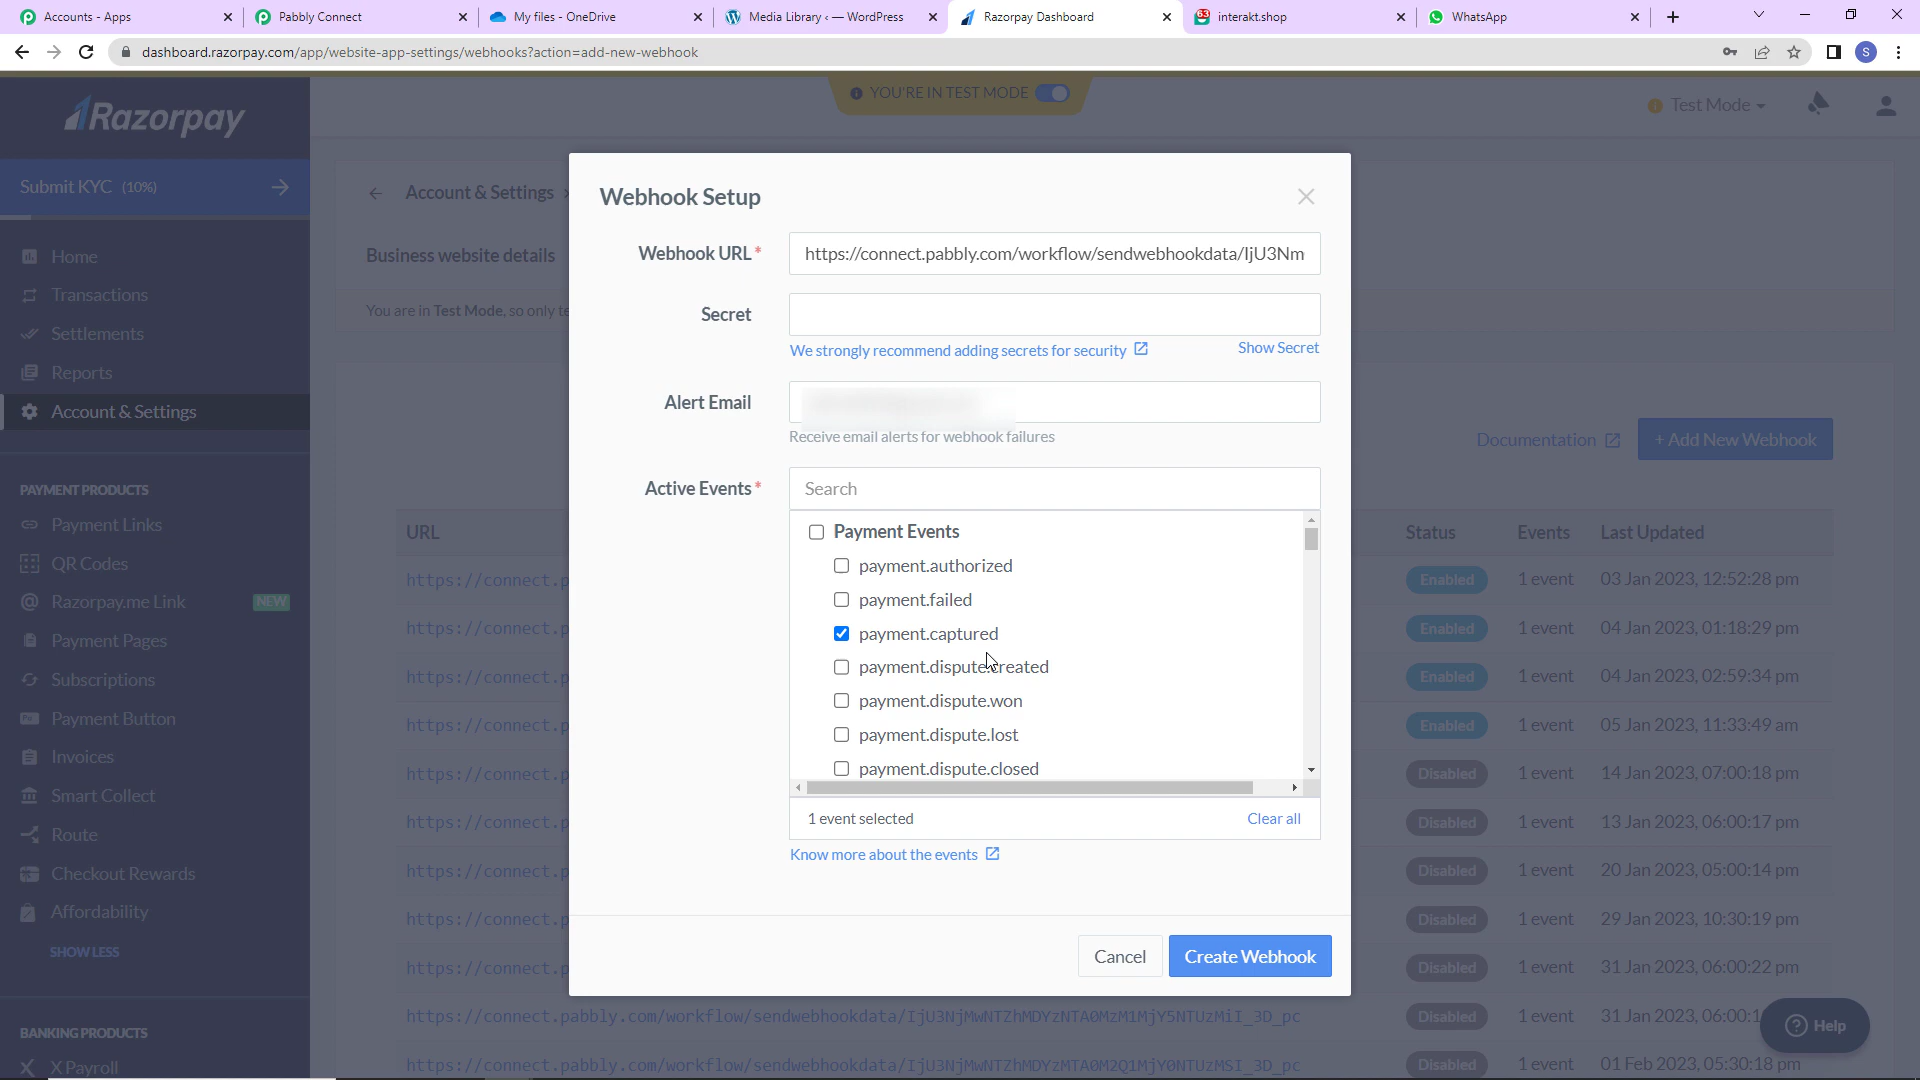 Accounts - Apps
Pabbly Connect
My files - OneDrive
Media Library ‹ — WordPress
Razorpay Dashboard
63 interakt.shop
WhatsApp
dashboard.razorpay.com/app/website-app-settings/webhooks?action=add-new-webhook
S
Razorpay
YOU'RE IN TEST MODE
Test Mode
Submit KYC (10%)
Home
Transactions
Settlements
Reports
Account & Settings
PAYMENT PRODUCTS
Payment Links
QR Codes
Razorpay.me Link NEW
Payment Pages
Subscriptions
Payment Button
Invoices
Smart Collect
Route
Checkout Rewards
Affordability
SHOW LESS
BANKING PRODUCTS
X Payroll
Account & Settings
Business website details
You are in Test Mode, so only te
Documentation
+ Add New Webhook
URL Status Events Last Updated
https://connect.p Enabled 1 event 03 Jan 2023, 12:52:28 pm
https://connect.p Enabled 1 event 04 Jan 2023, 01:18:29 pm
https://connect.p Enabled 1 event 04 Jan 2023, 02:59:34 pm
https://connect.p Enabled 1 event 05 Jan 2023, 11:33:49 am
https://connect.p Disabled 1 event 14 Jan 2023, 07:00:18 pm
https://connect.p Disabled 1 event 13 Jan 2023, 06:00:17 pm
https://connect.p Disabled 1 event 20 Jan 2023, 05:00:14 pm
https://connect.p Disabled 1 event 29 Jan 2023, 10:30:19 pm
https://connect.p Disabled 1 event 31 Jan 2023, 06:00:22 pm
https://connect.pabbly.com/workflow/sendwebhookdata/IjU3NjMwNTZhMDYzNTA0MzM1MjY5NTUzMiI_3D_pc Disabled 1 event 31 Jan 2023, 06:00:1
https://connect.pabbly.com/workflow/sendwebhookdata/IjU3NjMwNTZhMDYzMTA0M2Q1MjY0NTUzMSI_3D_pc Disabled 1 event 01 Feb 2023, 05:30:18 pm
Help
Webhook Setup
Webhook URL* https://connect.pabbly.com/workflow/sendwebhookdata/IjU3Nm
Secret
We strongly recommend adding secrets for security
Show Secret
Alert Email
Receive email alerts for webhook failures
Active Events* Search
Payment Events
payment.authorized
payment.failed
payment.captured
payment.dispute.created
payment.dispute.won
payment.dispute.lost
payment.dispute.closed
1 event selected
Clear all
Know more about the events
Cancel
Create Webhook